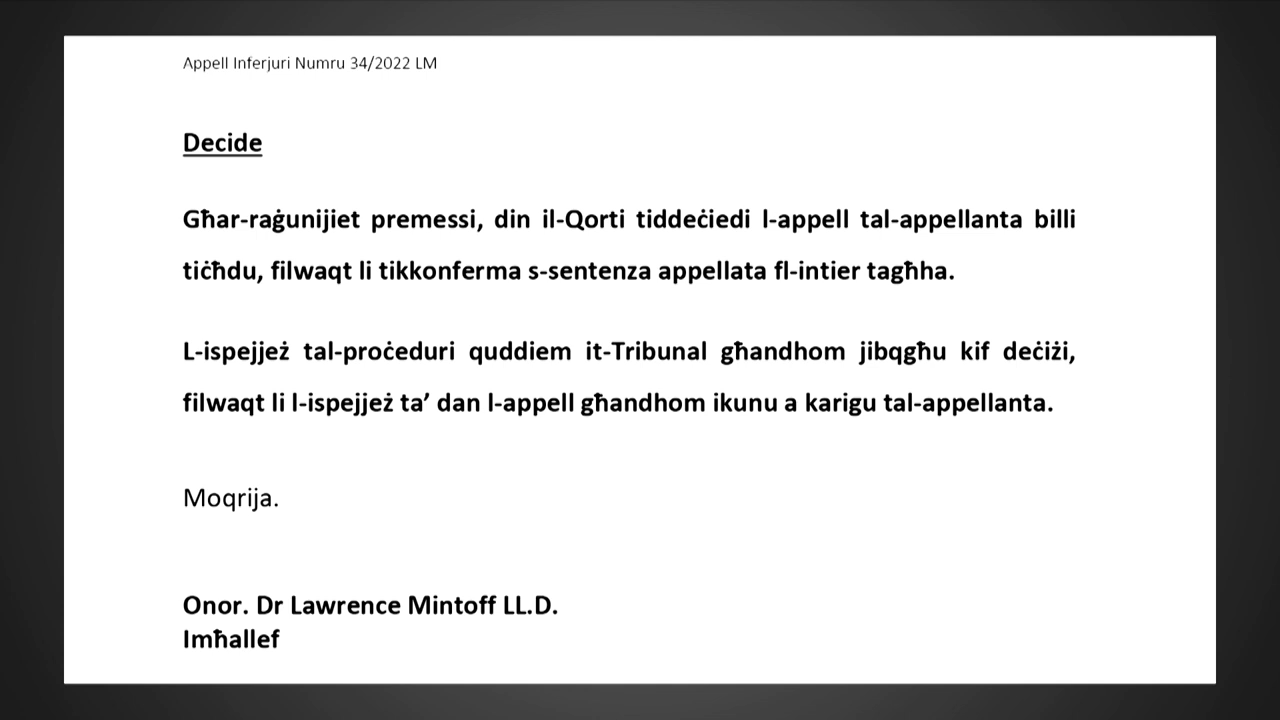 Appell Inferjuri Numru 34/2022 LM
Decide
Għar-raġunijiet premessi, din il-Qorti tiddeċiedi l-appell tal-appellanta billi
tiċħdu, filwaqt li tikkonferma s-sentenza appellata fl-intier tagħha.
L-ispejjeż tal-proċeduri quddiem it-Tribunal għandhom jibqgħu kif deċiżi,
filwaqt li l-ispejjeż ta’ dan l-appell għandhom ikunu a karigu tal-appellanta.
Moqrija.
Onor. Dr Lawrence Mintoff LL.D.
Imħallef